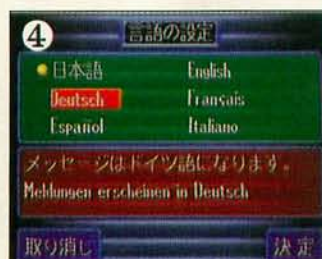 4
言語の設定
日本語 English
Deutsch Français
Español Italiano
メッセージはドイツ語になります。
Meldungen erscheinen in Deutsch
取り消し 決定